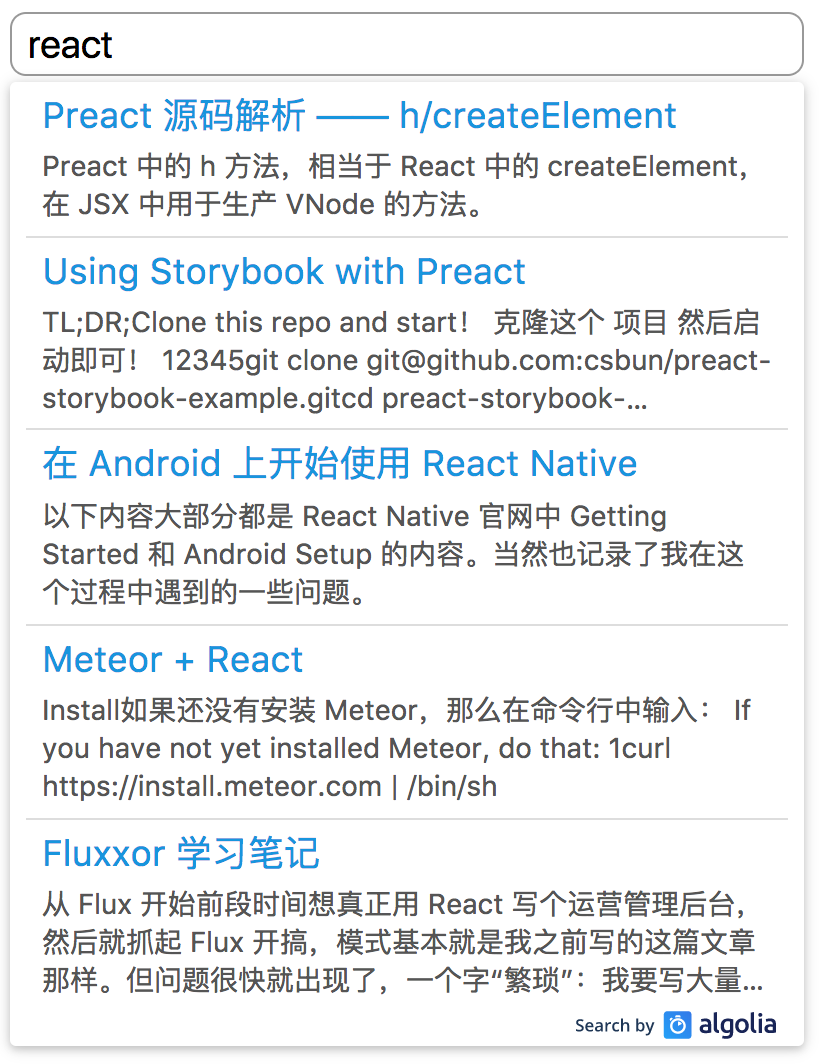 react
Preact 源码解析 —— h/createElement
Preact 中的 h 方法，相当于 React 中的 createElement，
在 JSX 中用于生产 VNode 的方法。
Using Storybook with Preact
TL;DR;Clone this repo and start！ 克隆这个 项目 然后启
动即可！ 12345git clone git@github.com:csbun/preact-
storybook-example.gitcd preact-storybook-...
在 Android 上开始使用 React Native
以下内容大部分都是 React Native 官网中 Getting
Started 和 Android Setup 的内容。当然也记录了我在这
个过程中遇到的一些问题。
Meteor + React
Install如果还没有安装 Meteor，那么在命令行中输入： If
you have not yet installed Meteor, do that: 1curl
https://install.meteor.com | /bin/sh
Fluxxor 学习笔记
从 Flux 开始前段时间想真正用 React 写个运营管理后台，
然后就抓起 Flux 开搞，模式基本就是我之前写的这篇文章
那样。但问题很快就出现了，一个字“繁琐”：我要写大量...
Search by algolia